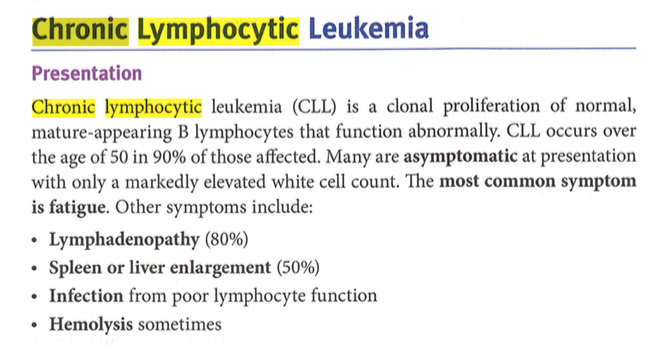 Chronic Lymphocytic Leukemia
Presentation
Chronic lymphocytic leukemia (CLL) is a clonal proliferation of normal,
mature-appearing B lymphocytes that function abnormally. CLL occurs over
the age of 50 in 90% of those affected. Many are asymptomatic at presentation
with only a markedly elevated white cell count. The most common symptom
is fatigue. Other symptoms include:
• Lymphadenopathy (80%)
• Spleen or liver enlargement (50%)
• Infection from poor lymphocyte function
• Hemolysis sometimes